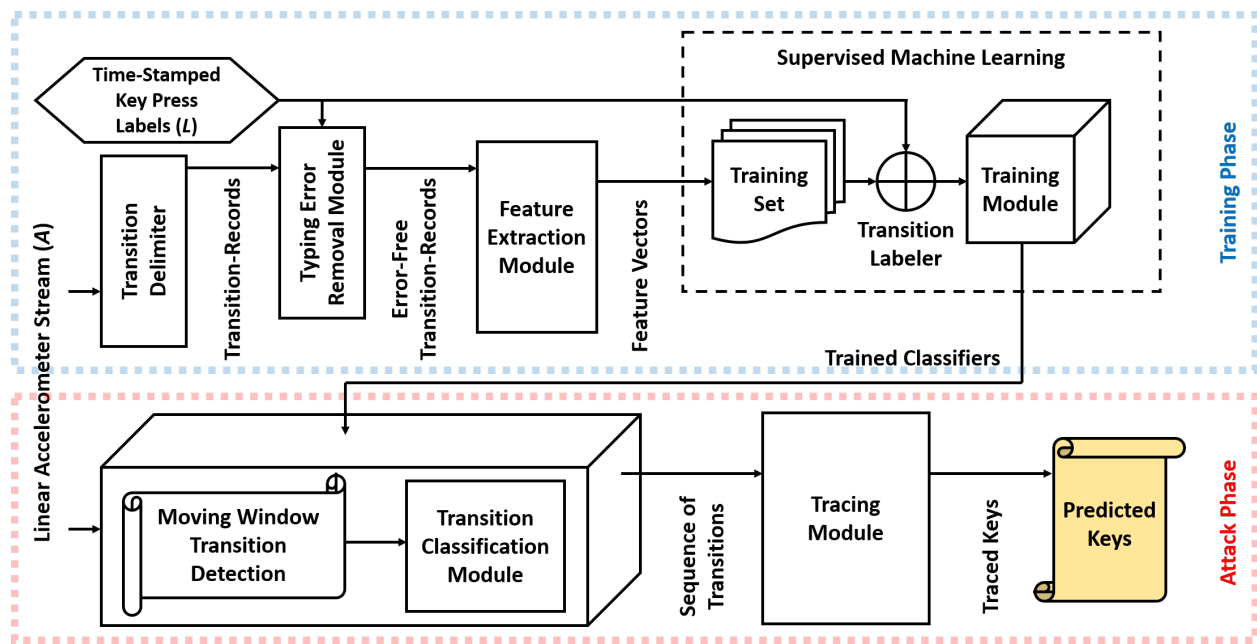 Supervised Machine Learning
Time-Stamped
Key Press
Labels (L)
Transition
Delimiter
Transition-Records
Typing Error
Removal Module
Error-Free
Transition-Records
Feature
Extraction
Module
Feature Vectors
Training
Set
Transition
Labeler
Training
Module
Training Phase
Linear Accelerometer Stream (A)
Trained Classifiers
Moving Window
Transition
Detection
Transition
Classification
Module
Sequence of
Transitions
Tracing
Module
Traced Keys
Predicted
Keys
Attack Phase